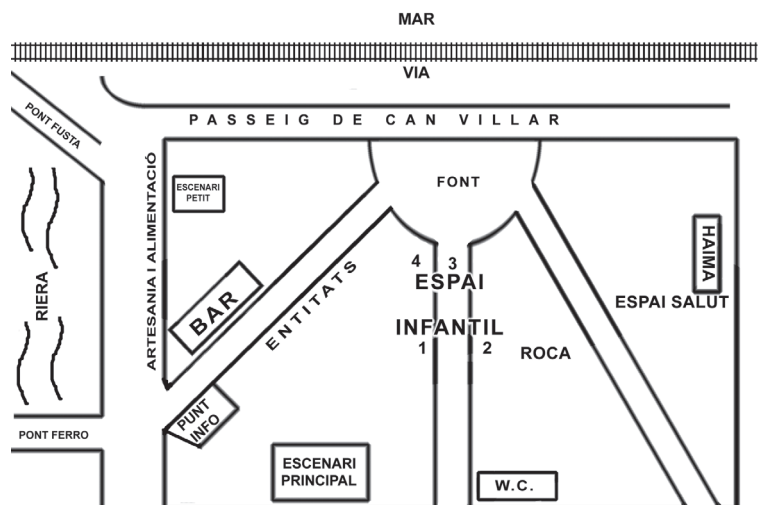 MAR
VIA
PONT FUSTA
PASSEIG DE CAN VILLAR
ARTESANIA I ALIMENTACIÓ
ESCENARI
PETIT
FONT
RIERA
BAR
ENTITATS
4 3
ESPAI
INFANTIL
1 2
HAIMA
ESPAI SALUT
ROCA
PUNT
INFO
PONT FERRO
ESCENARI
PRINCIPAL
W.C.